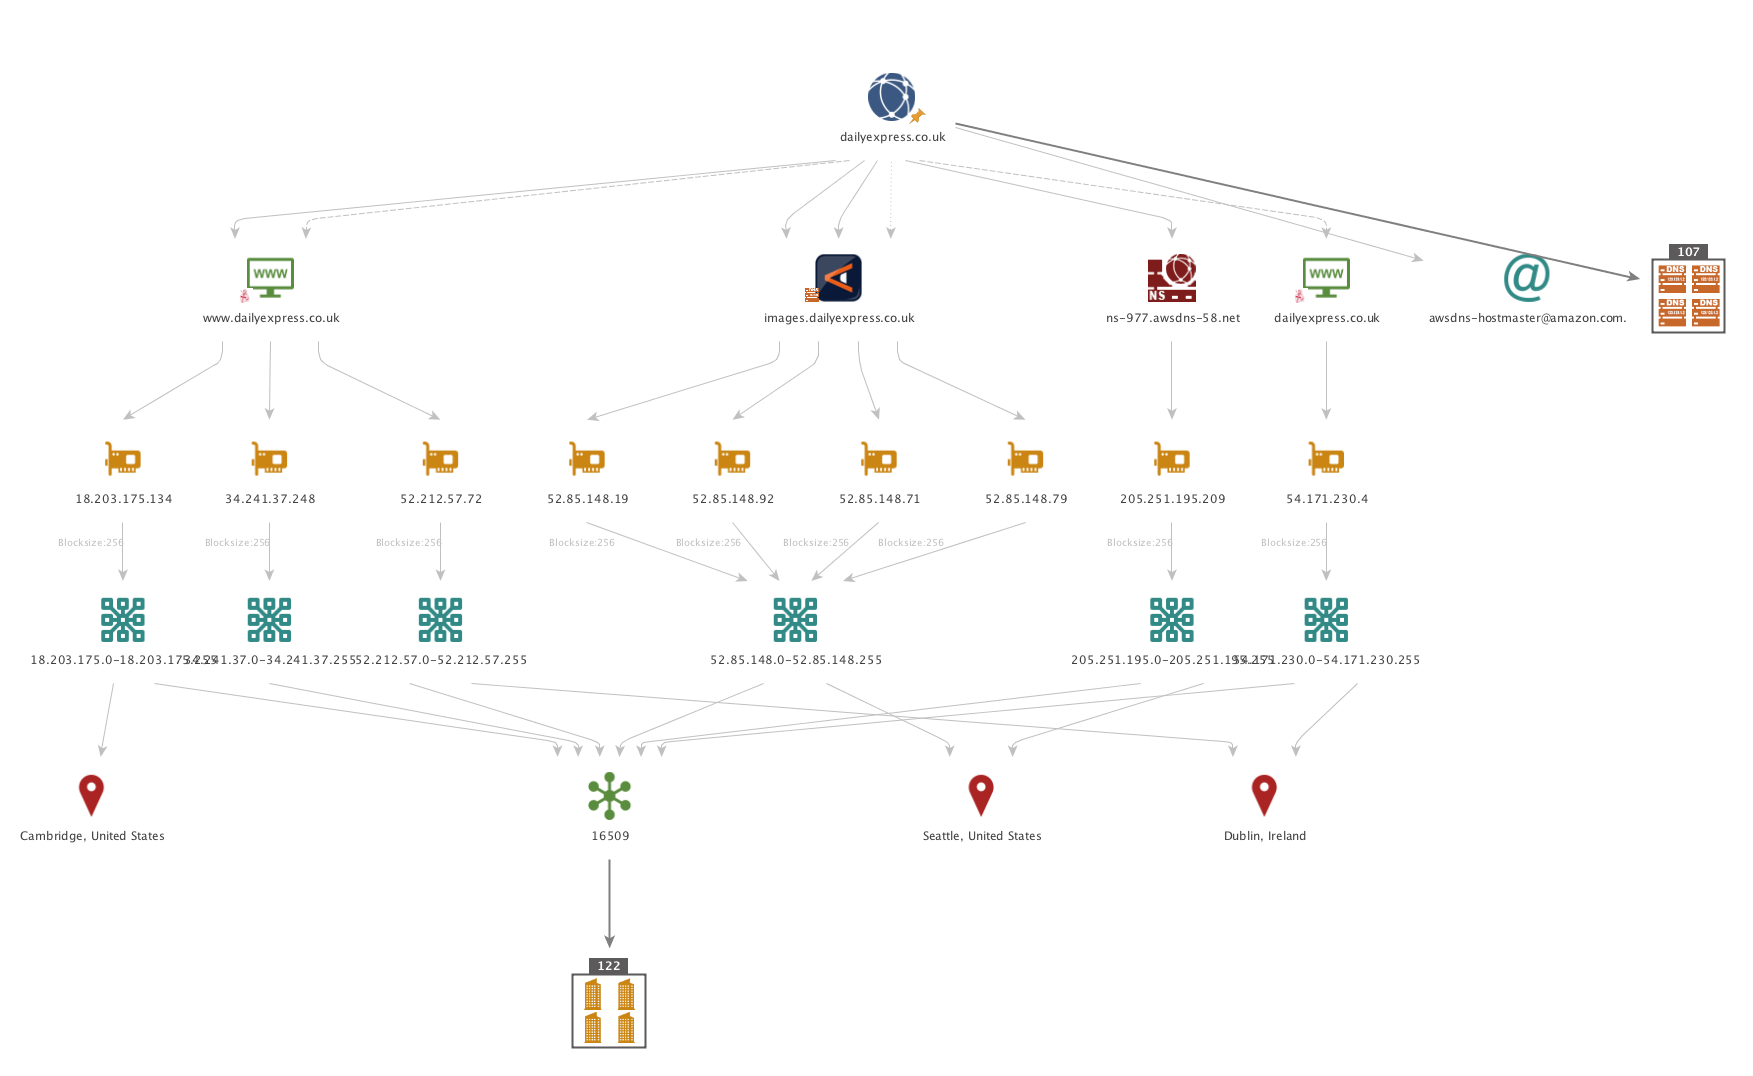 dailyexpress.co.uk
107
DNS DNS
DNS DNS
www
NS
www
@
www.dailyexpress.co.uk
images.dailyexpress.co.uk
ns-977.awsdns-58.net
dailyexpress.co.uk
awsdns-hostmaster@amazon.com.
18.203.175.134
34.241.37.248
52.212.57.72
52.85.148.19
52.85.148.92
52.85.148.71
52.85.148.79
205.251.195.209
54.171.230.4
Blocksize:256
Blocksize:256
Blocksize:256
Blocksize:256
Blocksize:256
Blocksize:256
Blocksize:256
Blocksize:256
Blocksize:256
18.203.175.0-18.203.175.255
34.241.37.0-34.241.37.255
52.212.57.0-52.212.57.255
52.85.148.0-52.85.148.255
205.251.195.0-205.251.195.255
54.171.230.0-54.171.230.255
Cambridge, United States
16509
Seattle, United States
Dublin, Ireland
122